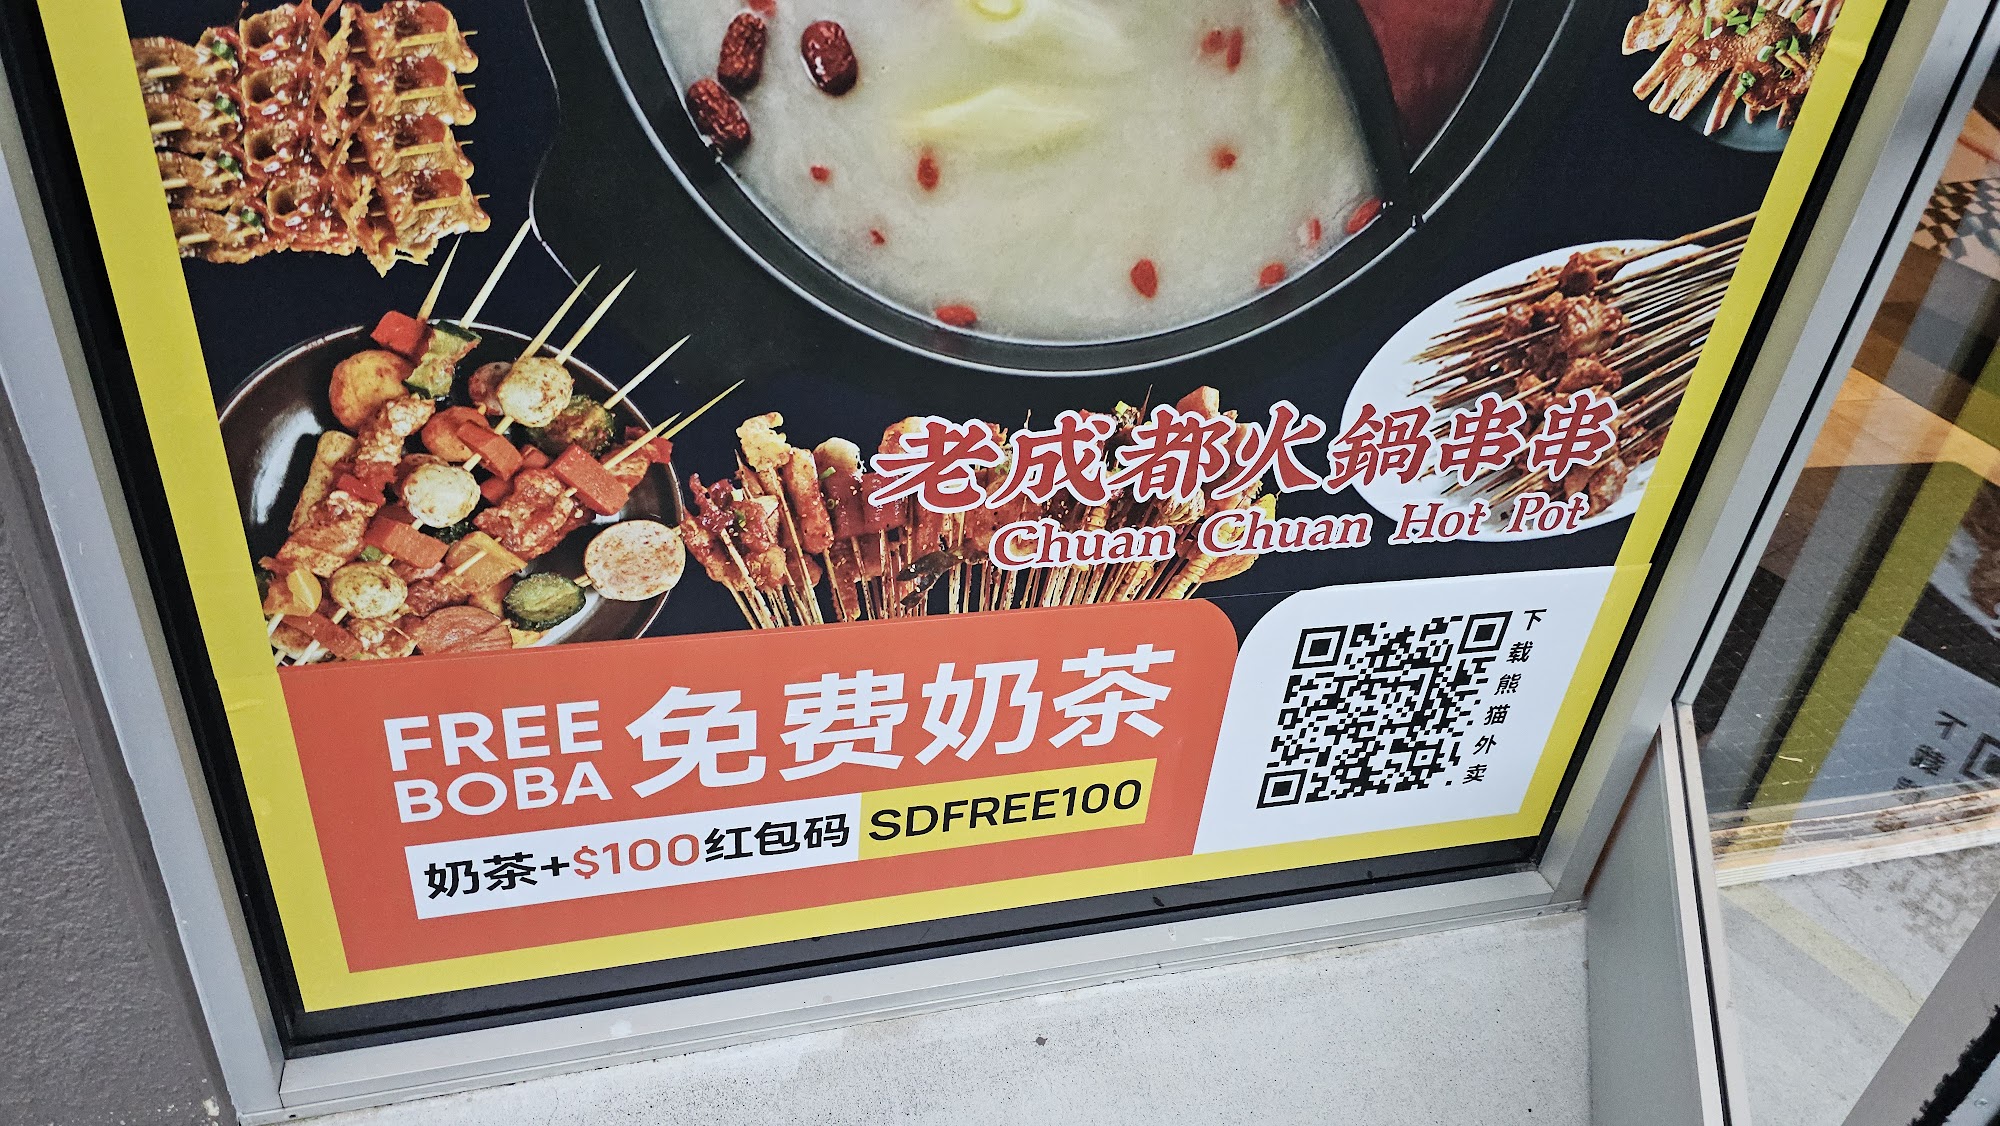 老成都火鍋串串
Chuan Chuan Hot Pot
FREE
BOBA
免费奶茶
奶茶+$100红包码 SDFREE100
下载熊猫外卖